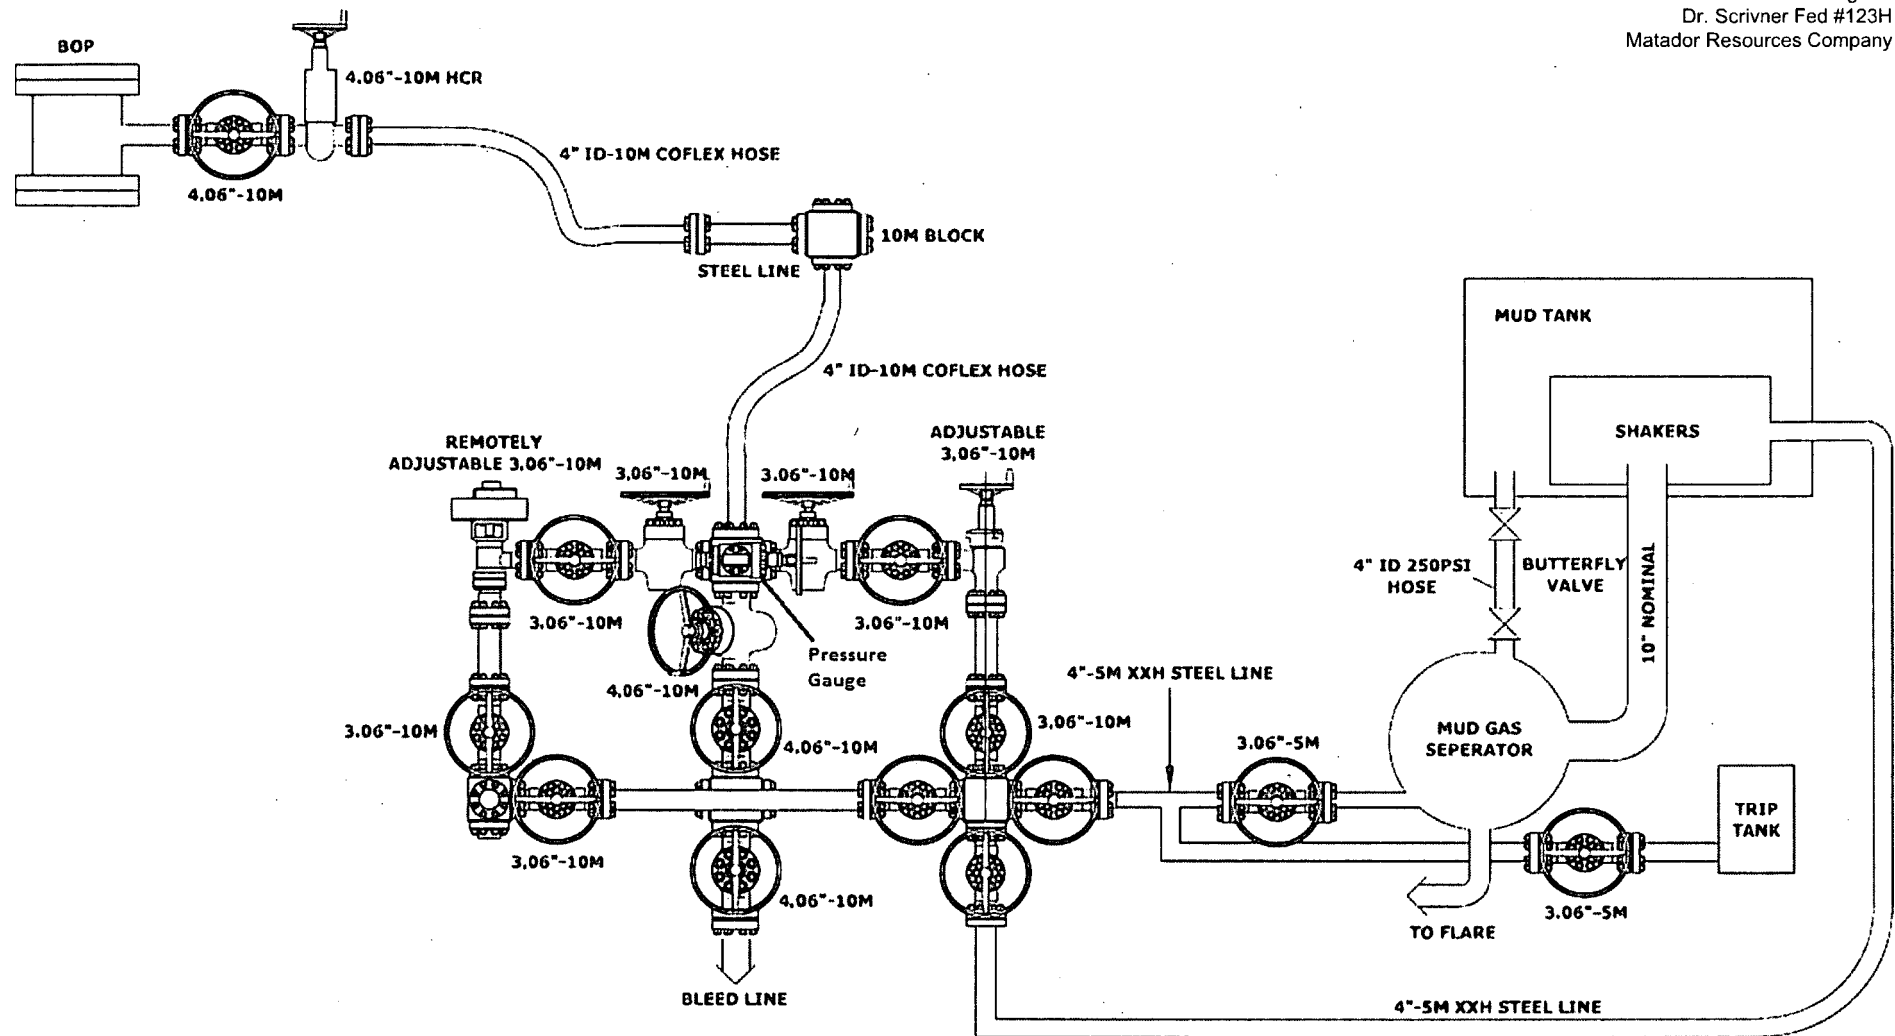 Dr. Scrivner Fed #123H
Matador Resources Company
BOP
4.06"-10M HCR
4" ID-10M COFLEX HOSE
4.06"-10M
10M BLOCK
STEEL LINE
MUD TANK
4" ID-10M COFLEX HOSE
SHAKERS
REMOTELY
ADJUSTABLE 3.06"-10M
3.06"-10M
3.06"-10M
ADJUSTABLE
3.06"-10M
4" ID 250PSI
HOSE
BUTTERFLY
VALVE
10" NOMINAL
3.06"-10M
3.06"-10M
Pressure
Gauge
4.06"-10M
4"-5M XXH STEEL LINE
3.06"-10M
4.06"-10M
3.06"-10M
3.06"-5M
MUD GAS
SEPERATOR
TRIP
TANK
3.06"-10M
4.06"-10M
3.06"-5M
TO FLARE
BLEED LINE
4"-5M XXH STEEL LINE